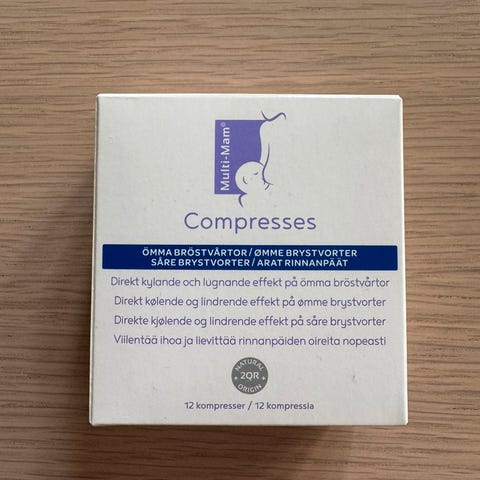 Multi-Mam®
Compresses
ÖMMA BRÖSTVÅRTOR / ØMME BRYSTVORTER
SÅRE BRYSTVORTER / ARAT RINNANPÄÄT
Direkt kylande och lugnande effekt på ömma bröstvårtor
Direkt kølende og lindrende effekt på ømme brystvorter
Direkte kjølende og lindrende effekt på såre brystvorter
Viilentää ihoa ja lievittää rinnanpäiden oireita nopeasti
NATURAL
2QR
ORIGIN
12 kompresser / 12 kompressia